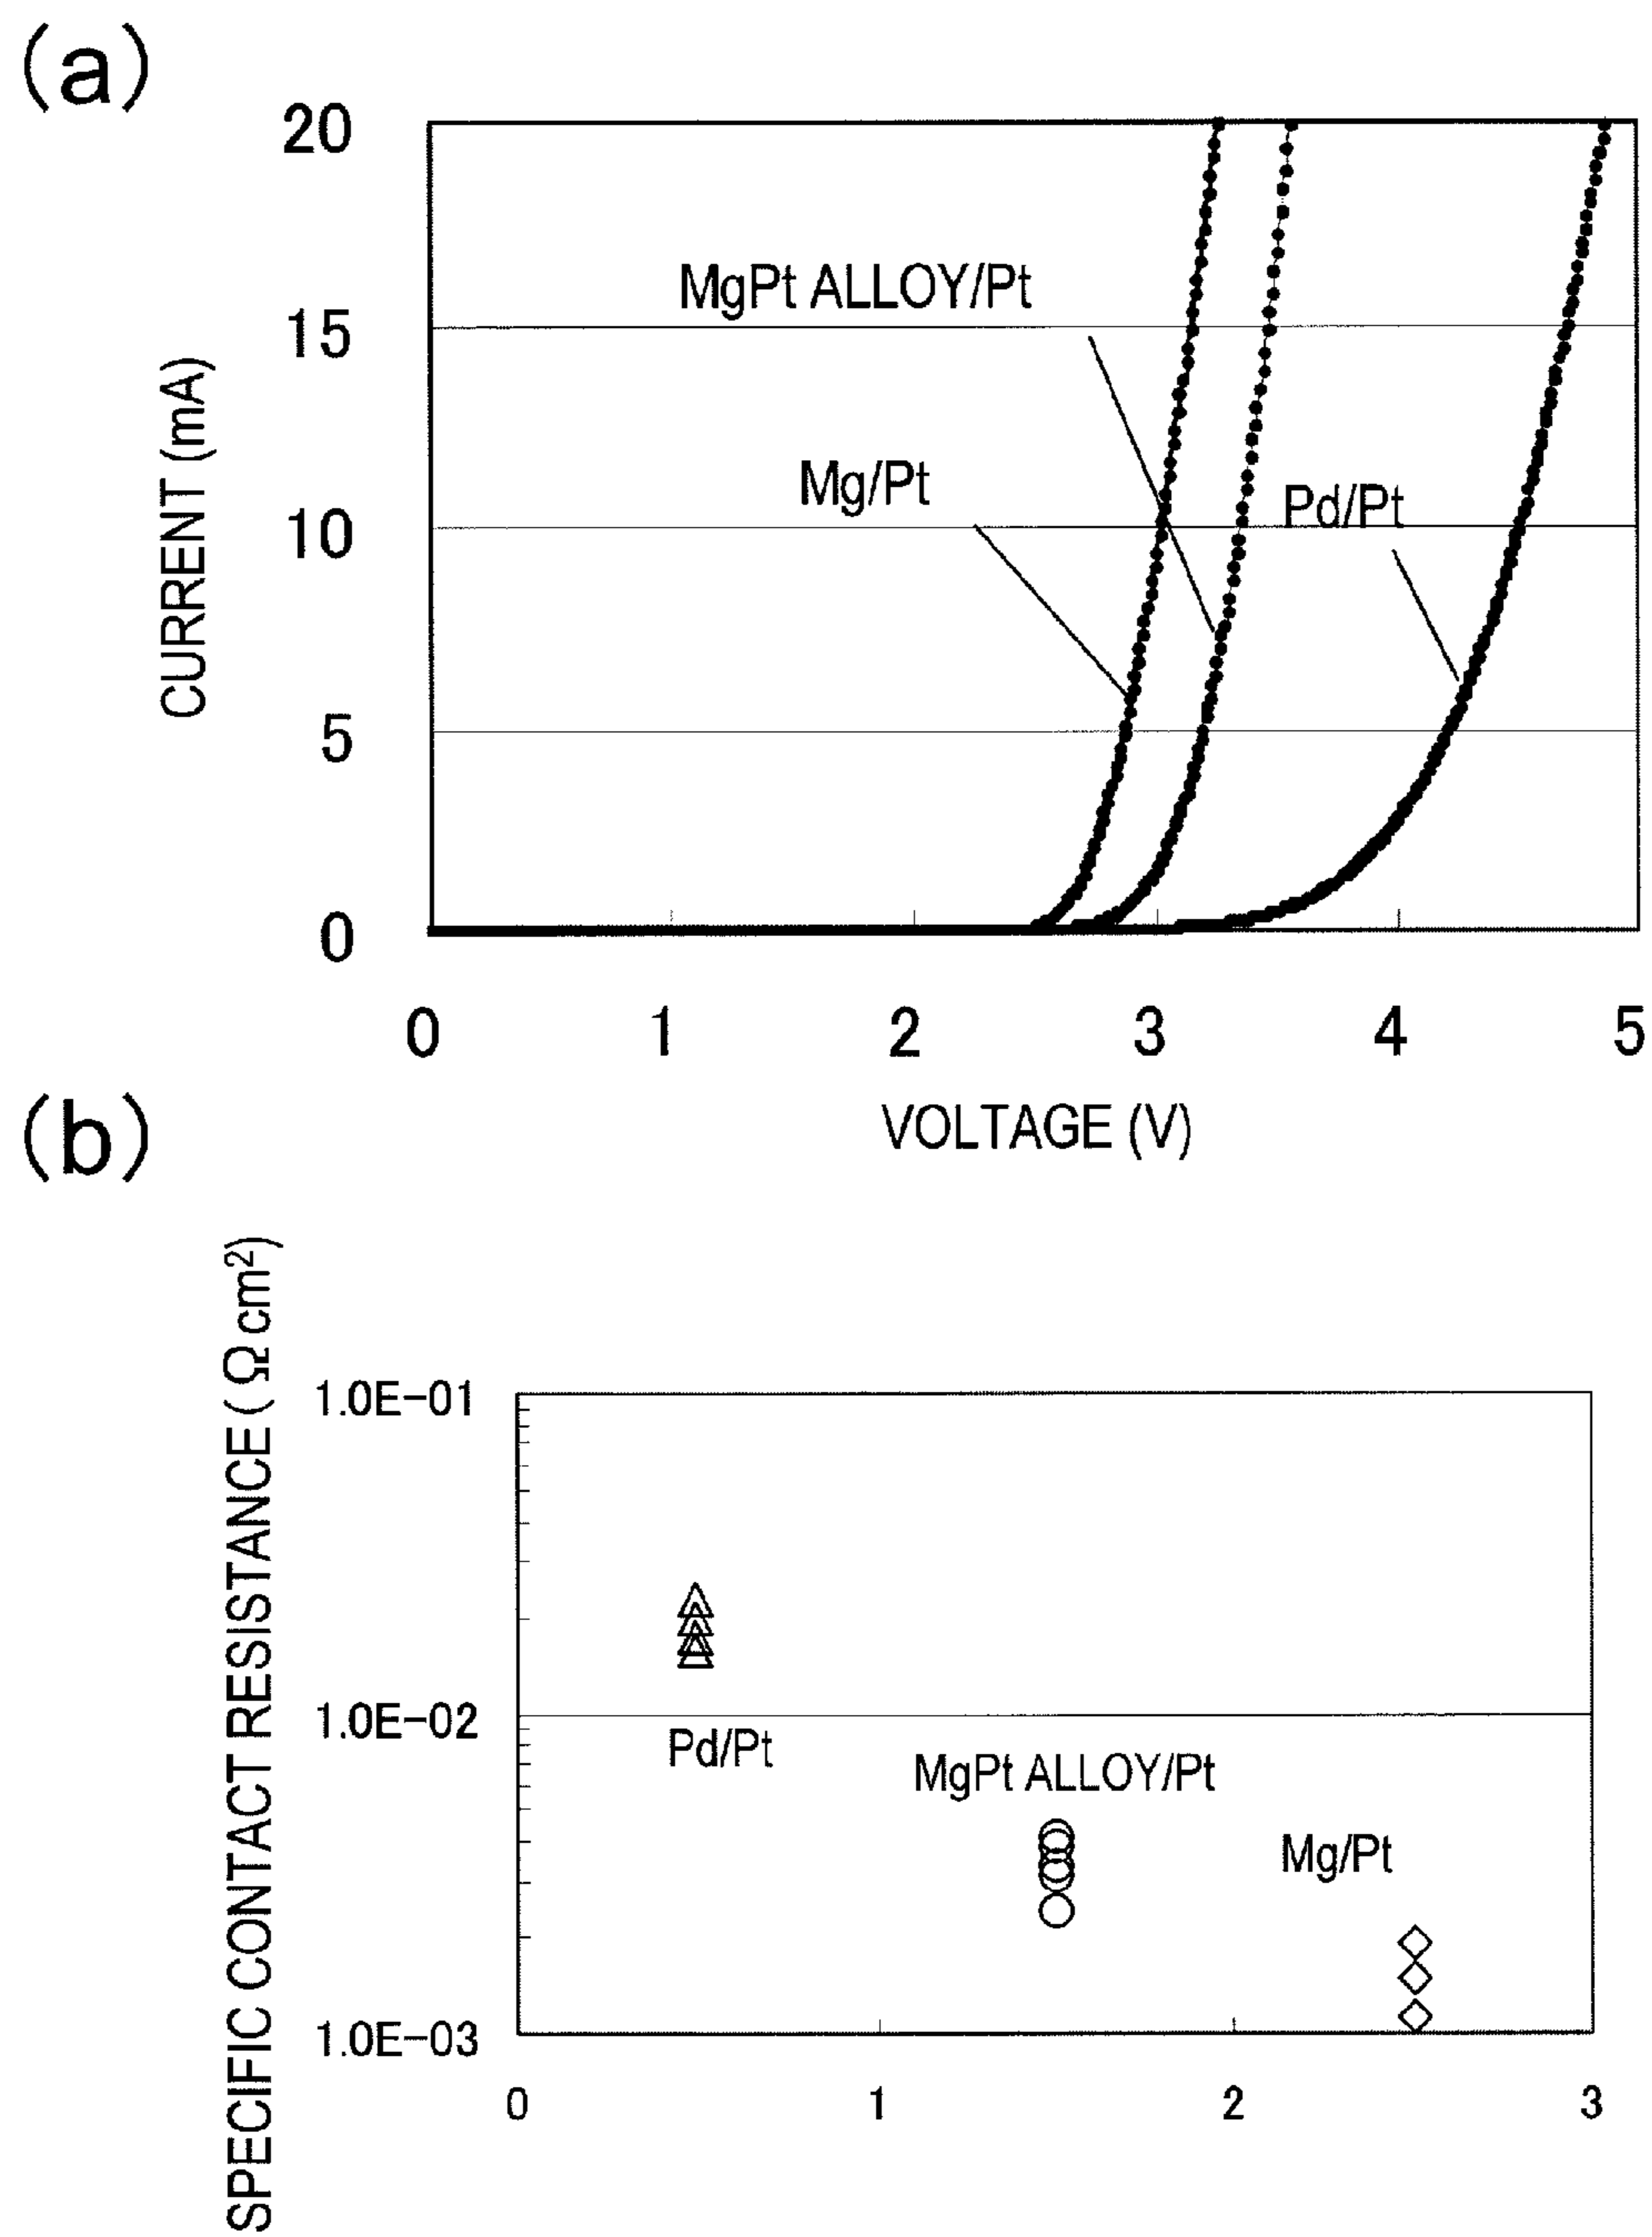 (a)
20
MgPt ALLOY/Pt
15
Mg/Pt
Pd/Pt
10
5
0
CURRENT (mA)
0 1 2 3 4 5
VOLTAGE (V)
(b)
SPECIFIC CONTACT RESISTANCE (Ω cm²)
1.0E-01
1.0E-02
Pd/Pt
MgPt ALLOY/Pt
Mg/Pt
1.0E-03
0 1 2 3